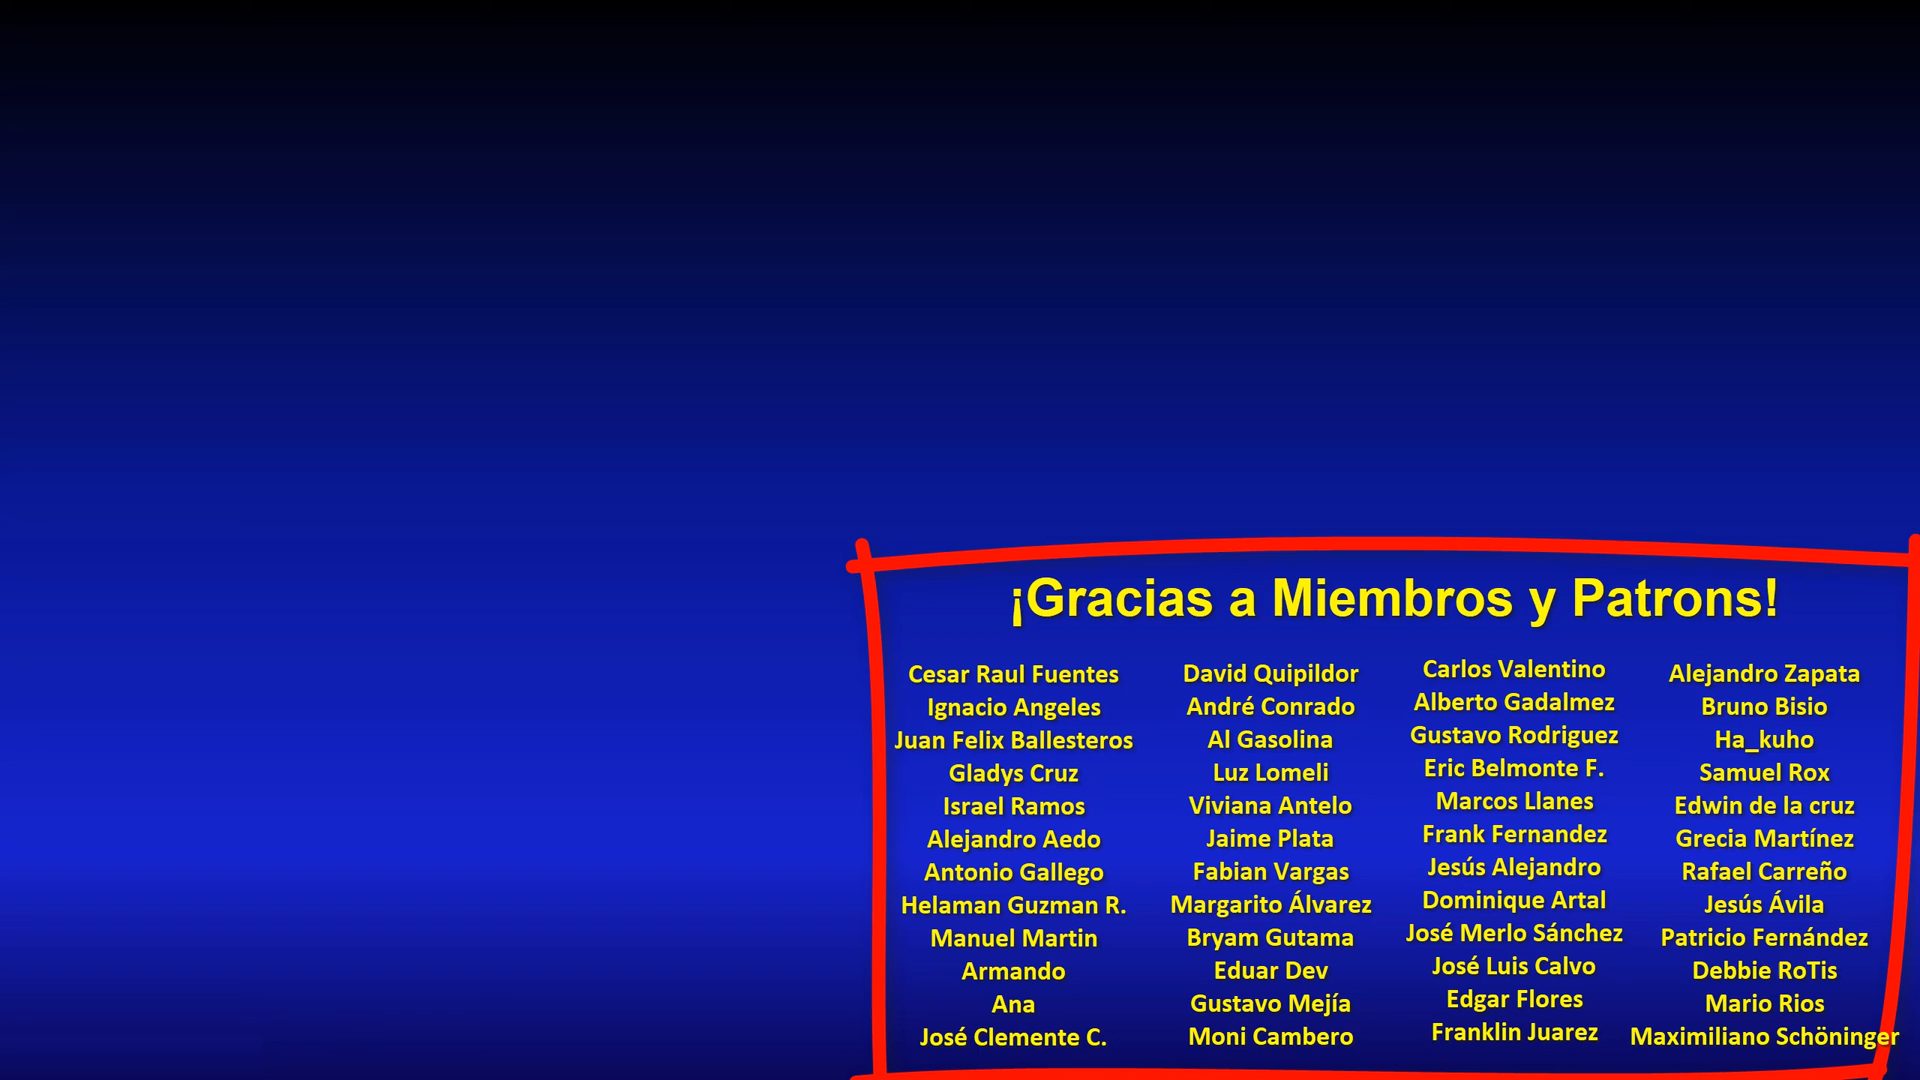 ¡Gracias a Miembros y Patrons!
Cesar Raul Fuentes
Ignacio Angeles
Juan Felix Ballesteros
Gladys Cruz
Israel Ramos
Alejandro Aedo
Antonio Gallego
Helaman Guzman R.
Manuel Martin
Armando
Ana
José Clemente C.
David Quipildor
André Conrado
Al Gasolina
Luz Lomeli
Viviana Antelo
Jaime Plata
Fabian Vargas
Margarito Álvarez
Bryam Gutama
Eduar Dev
Gustavo Mejía
Moni Cambero
Carlos Valentino
Alberto Gadalmez
Gustavo Rodriguez
Eric Belmonte F.
Marcos Llanes
Frank Fernandez
Jesús Alejandro
Dominique Artal
José Merlo Sánchez
José Luis Calvo
Edgar Flores
Franklin Juarez
Alejandro Zapata
Bruno Bisio
Ha_kuho
Samuel Rox
Edwin de la cruz
Grecia Martínez
Rafael Carreño
Jesús Ávila
Patricio Fernández
Debbie RoTis
Mario Rios
Maximiliano Schöninger